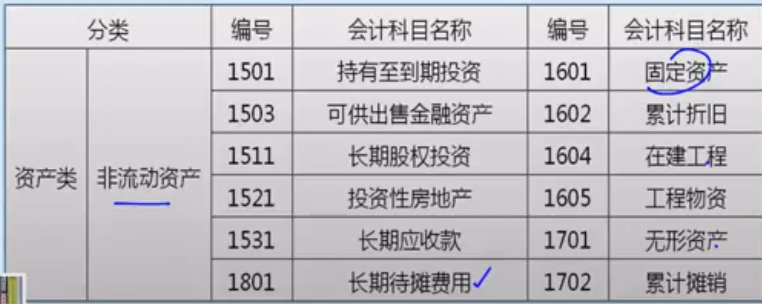 分类 编号 会计科目名称 编号 会计科目名称
1501 持有至到期投资 1601 固定资产
1503 可供出售金融资产 1602 累计折旧
1511 长期股权投资 1604 在建工程
资产类 非流动资产
1521 投资性房地产 1605 工程物资
1531 长期应收款 1701 无形资产
1801 长期待摊费用 1702 累计摊销